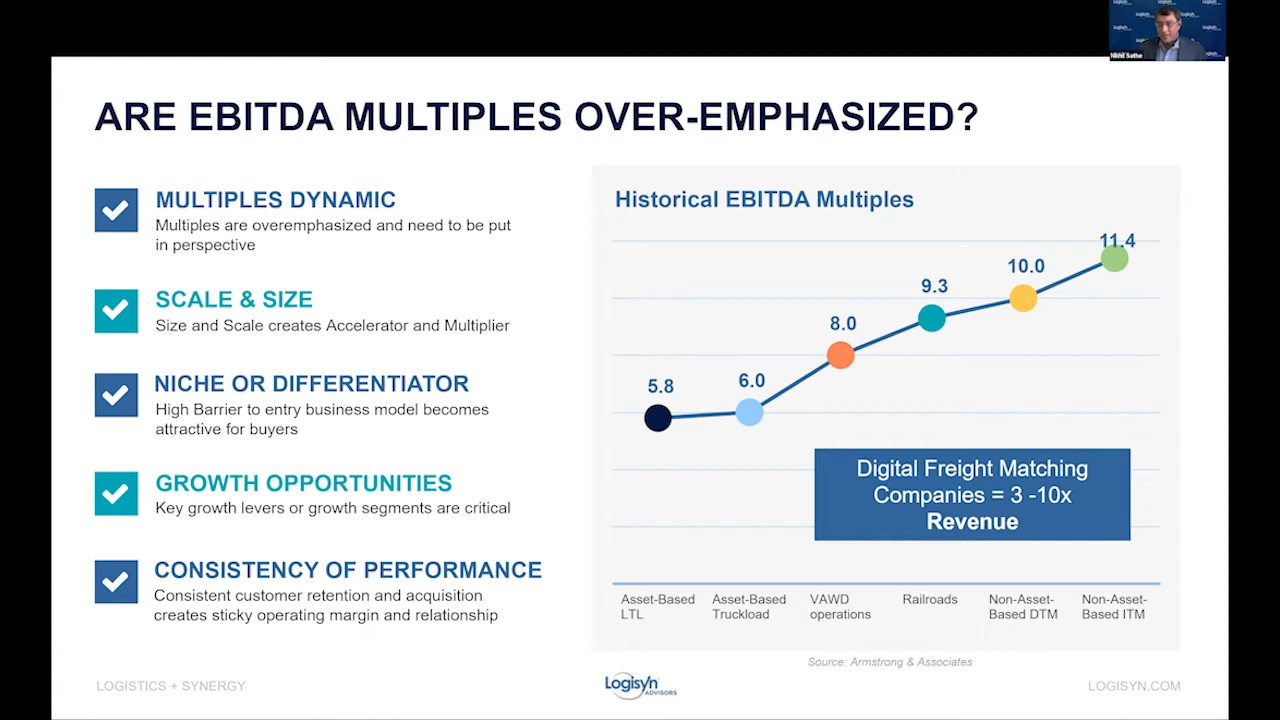 Logisyn
Nikhil Sathe
ARE EBITDA MULTIPLES OVER-EMPHASIZED?
MULTIPLES DYNAMIC
Multiples are overemphasized and need to be put
in perspective
SCALE & SIZE
Size and Scale creates Accelerator and Multiplier
NICHE OR DIFFERENTIATOR
High Barrier to entry business model becomes
attractive for buyers
GROWTH OPPORTUNITIES
Key growth levers or growth segments are critical
CONSISTENCY OF PERFORMANCE
Consistent customer retention and acquisition
creates sticky operating margin and relationship
Historical EBITDA Multiples
5.8
6.0
8.0
9.3
10.0
11.4
Digital Freight Matching
Companies = 3 -10x
Revenue
Asset-Based
LTL
Asset-Based
Truckload
VAWD
operations
Railroads
Non-Asset-
Based DTM
Non-Asset-
Based ITM
Source: Armstrong & Associates
LOGISTICS + SYNERGY
Logisyn
ADVISORS
LOGISYN.COM